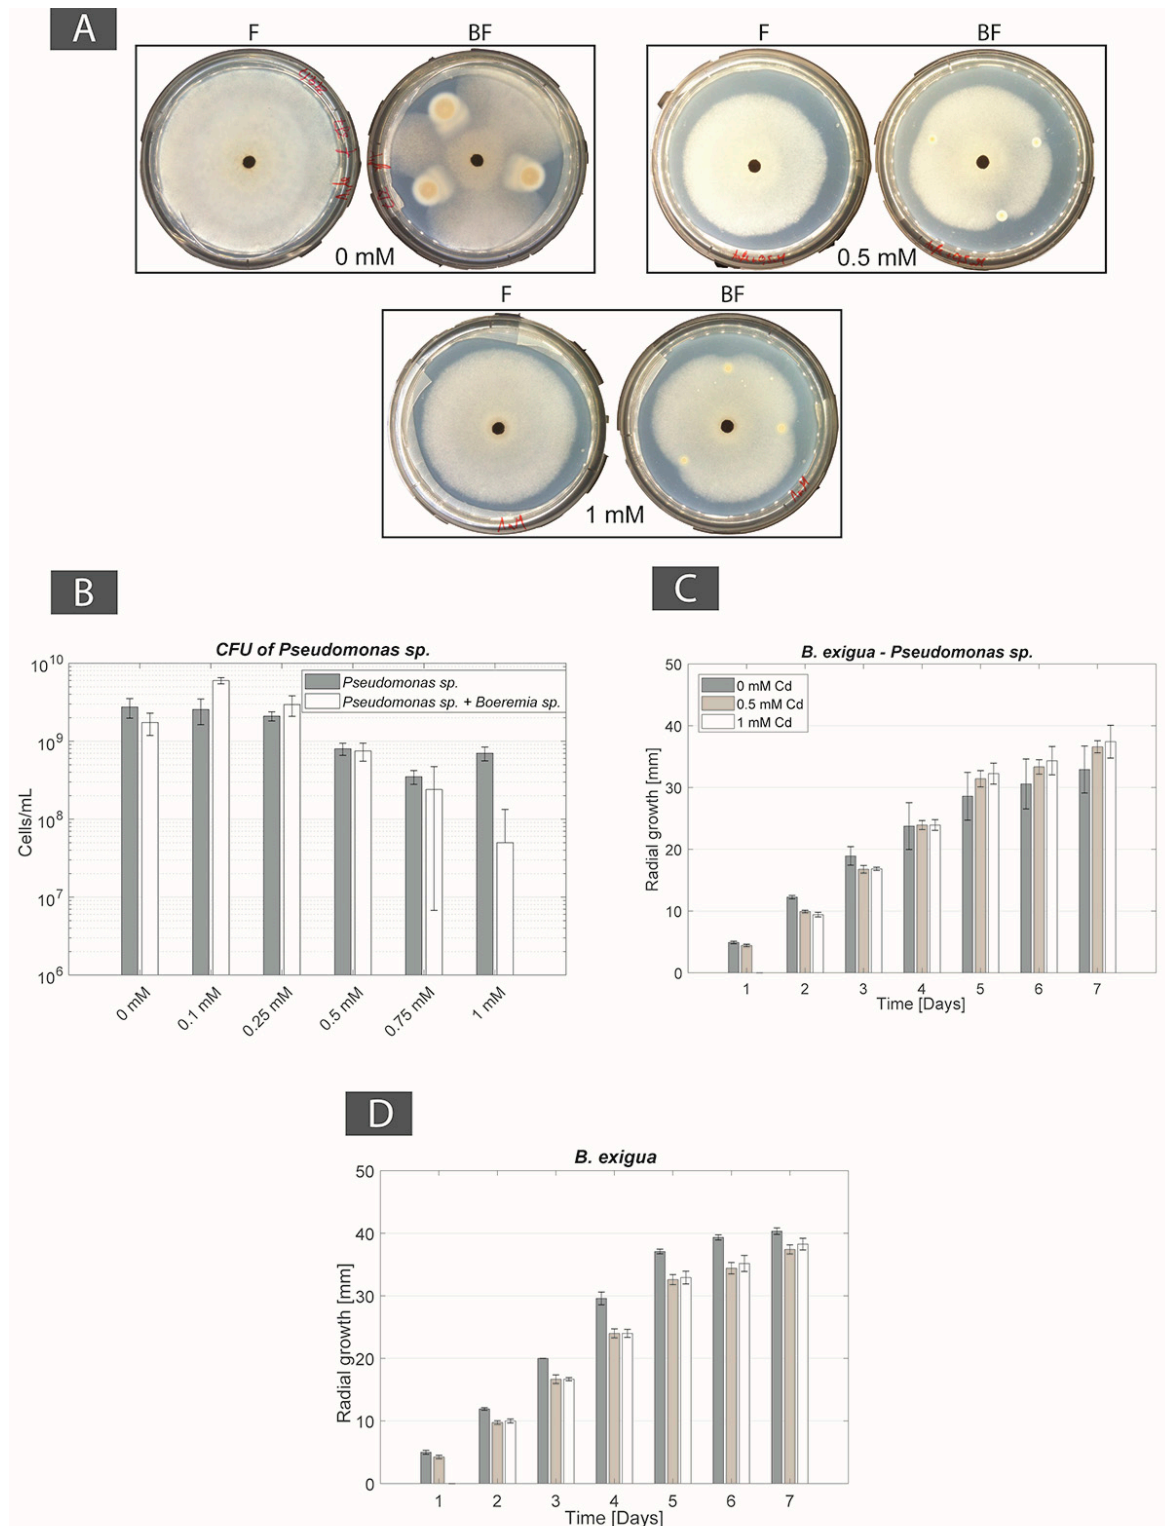 A
F BF
0 mM
F BF
0.5 mM
F BF
1 mM
B
CFU of Pseudomonas sp.
Pseudomonas sp.
Pseudomonas sp. + Boeremia sp.
Cells/mL
10^10
10^9
10^8
10^7
10^6
0 mM 0.1 mM 0.25 mM 0.5 mM 0.75 mM 1 mM
C
B. exigua - Pseudomonas sp.
0 mM Cd
0.5 mM Cd
1 mM Cd
Radial growth [mm]
50
40
30
20
10
0
1 2 3 4 5 6 7
Time [Days]
D
B. exigua
Radial growth [mm]
50
40
30
20
10
0
1 2 3 4 5 6 7
Time [Days]